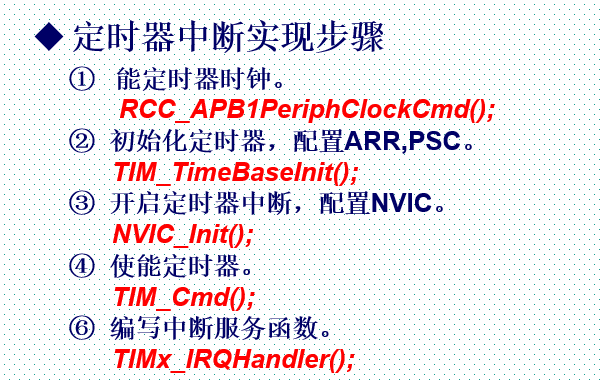 ◆ 定时器中断实现步骤
① 能定时器时钟。
RCC_APB1PeriphClockCmd();
② 初始化定时器，配置ARR,PSC。
TIM_TimeBaseInit();
③ 开启定时器中断，配置NVIC。
NVIC_Init();
④ 使能定时器。
TIM_Cmd();
⑥ 编写中断服务函数。
TIMx_IRQHandler();